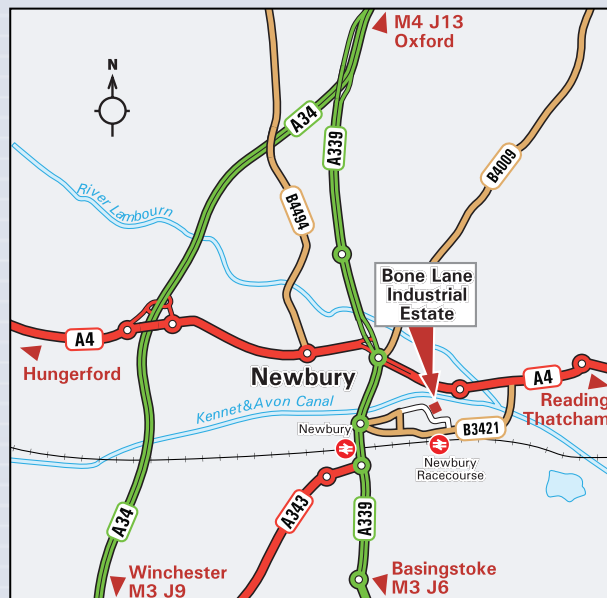 M4 J13
Oxford
N
A34
A339
B4009
River Lambourn
B4494
Bone Lane
Industrial
Estate
A4
Hungerford
Newbury
A4
Reading
Thatcham
Kennet&Avon Canal
Newbury
B3421
Newbury
Racecourse
A343
A34
A339
Winchester
M3 J9
Basingstoke
M3 J6